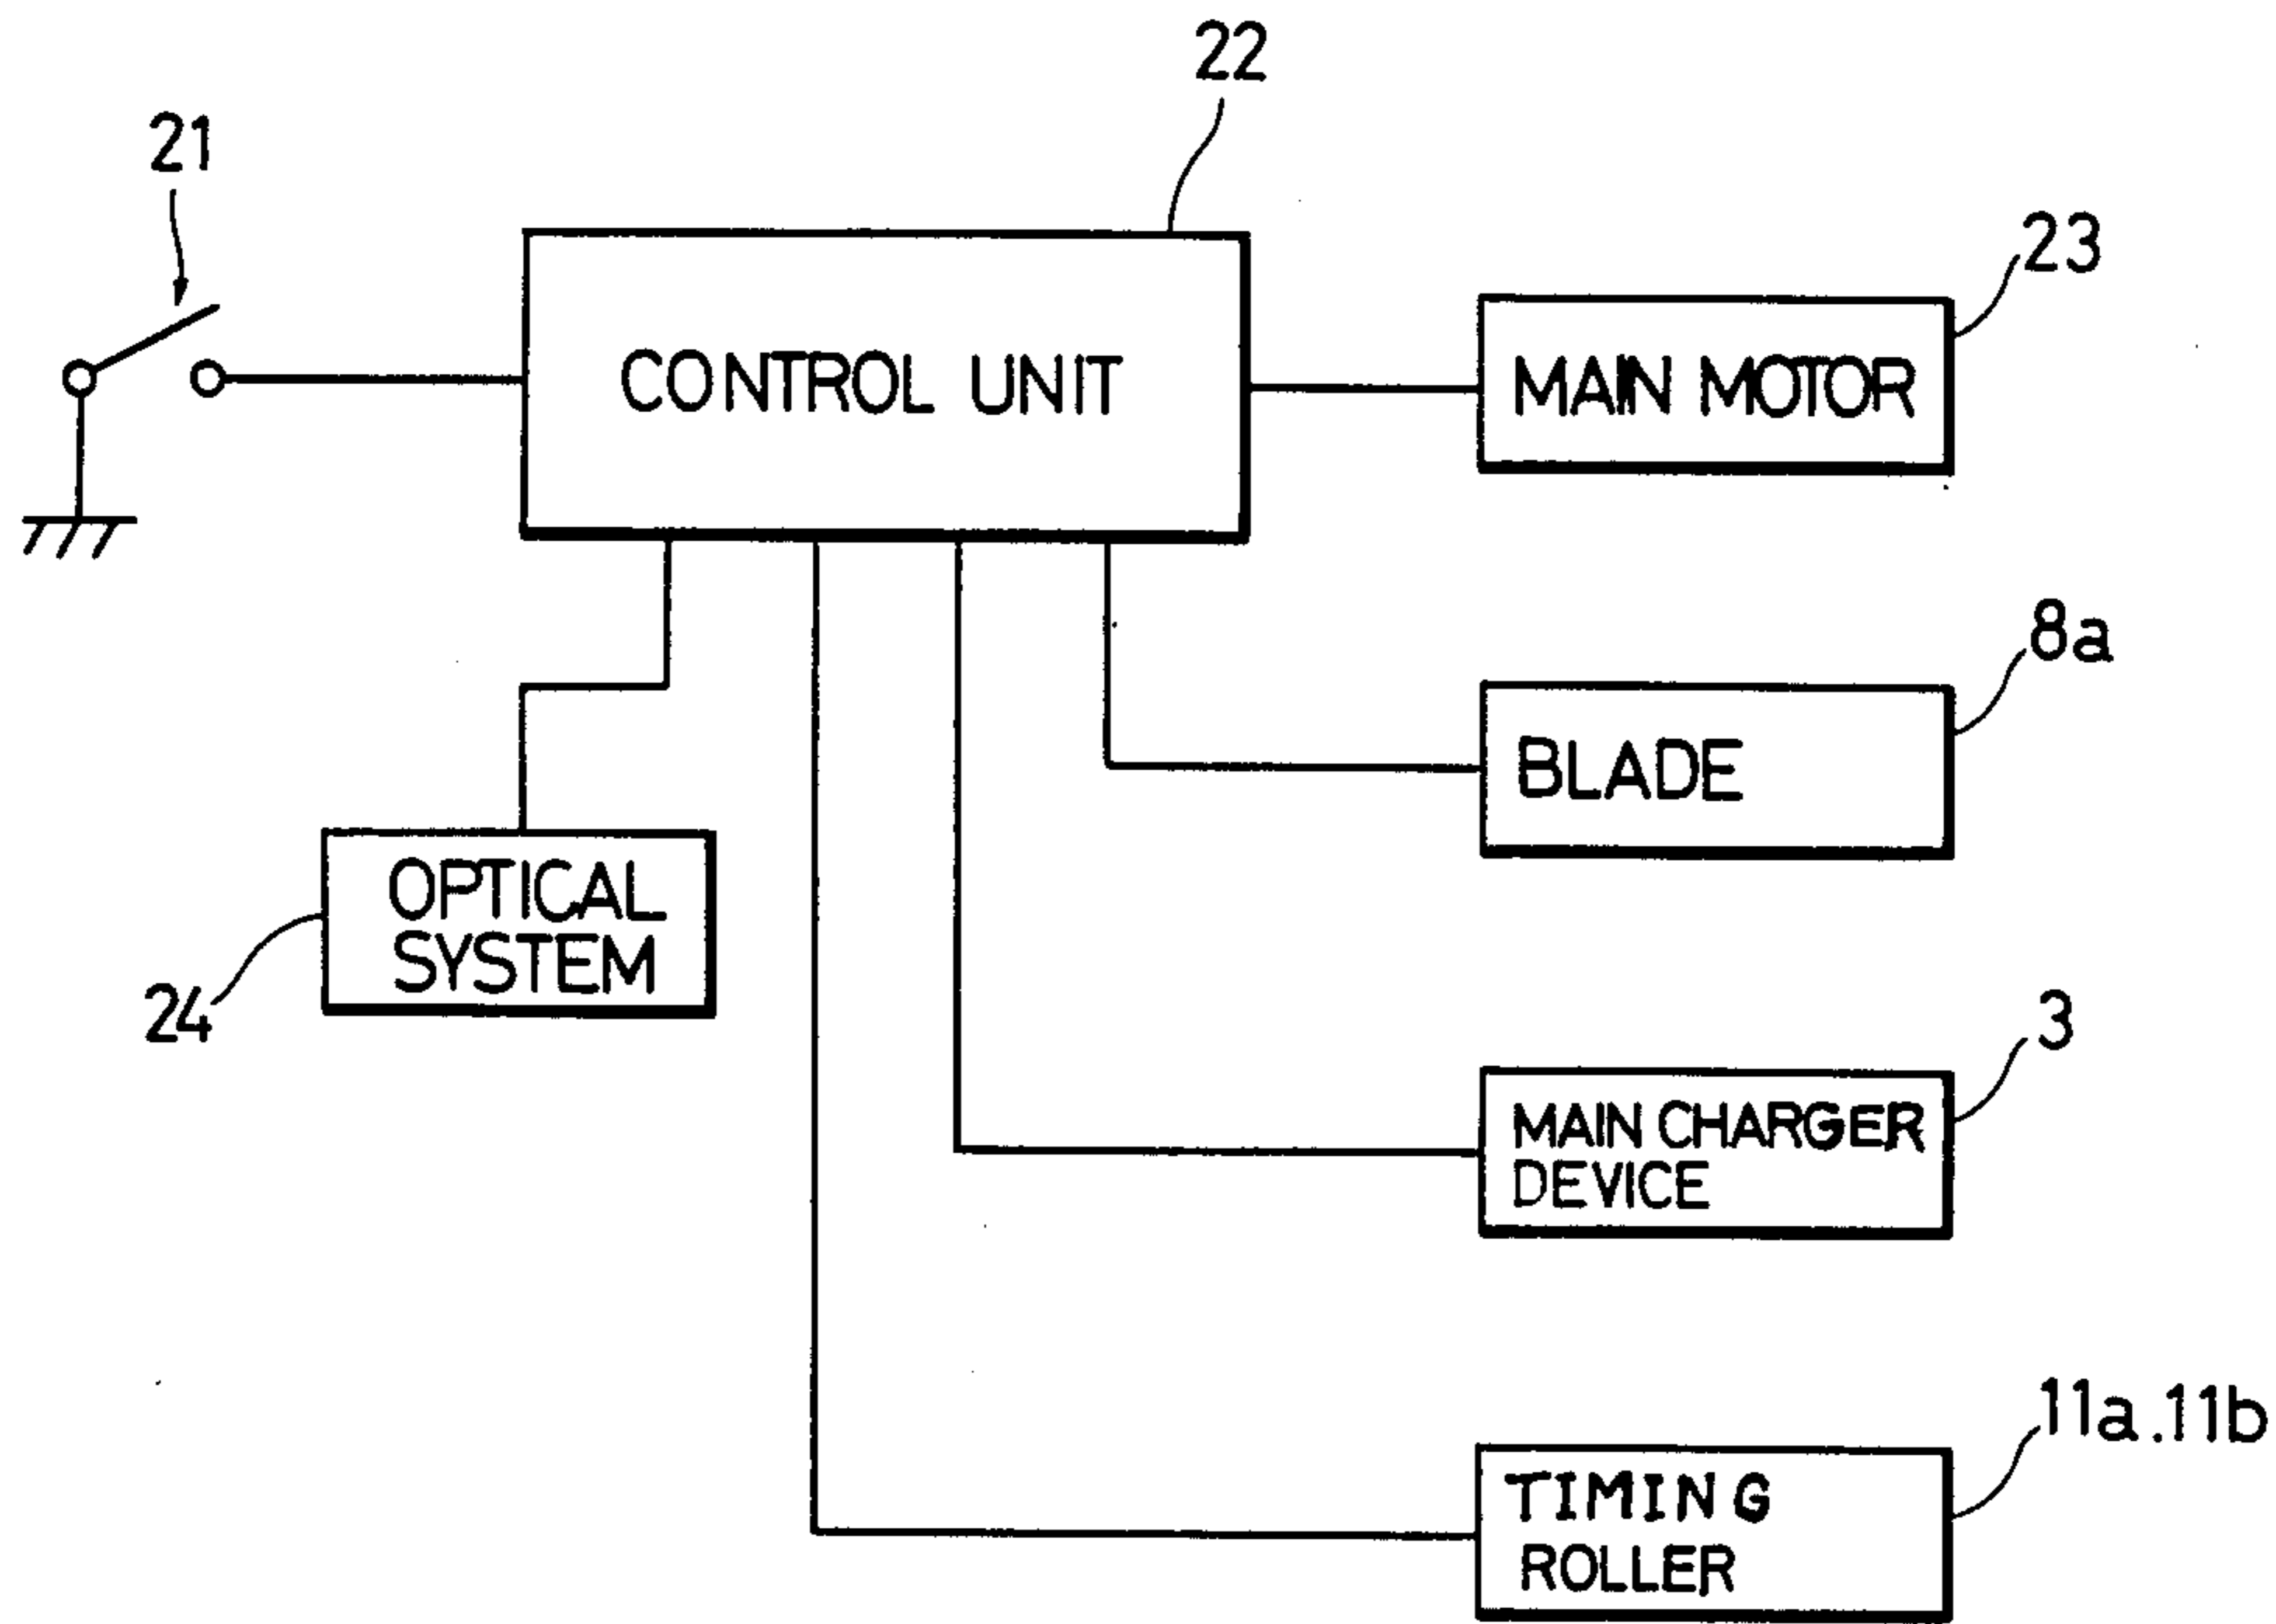 22
21
23
CONTROL UNIT
MAIN MOTOR
8a
BLADE
OPTICAL
SYSTEM
24
3
MAIN CHARGER
DEVICE
11a.11b
TIMING
ROLLER